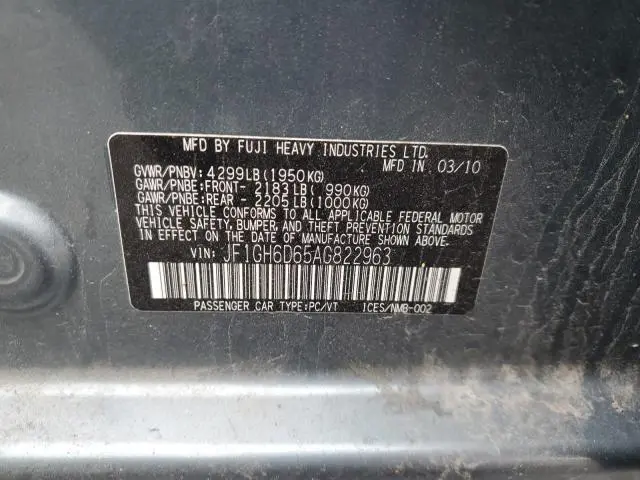 MFD BY FUJI HEAVY INDUSTRIES LTD.
MFD IN 03/10
GVWR/PNBV: 4299LB(1950KG)
GAWR/PNBE:FRONT- 2183LB( 990KG)
GAWR/PNBE:REAR - 2205LB(1000KG)
THIS VEHICLE CONFORMS TO ALL APPLICABLE FEDERAL MOTOR
VEHICLE SAFETY, BUMPER, AND THEFT PREVENTION STANDARDS
IN EFFECT ON THE DATE OF MANUFACTURE SHOWN ABOVE.
VIN: JF1GH6D65AG822963
PASSENGER CAR TYPE:PC/VT ICES/NMB-002